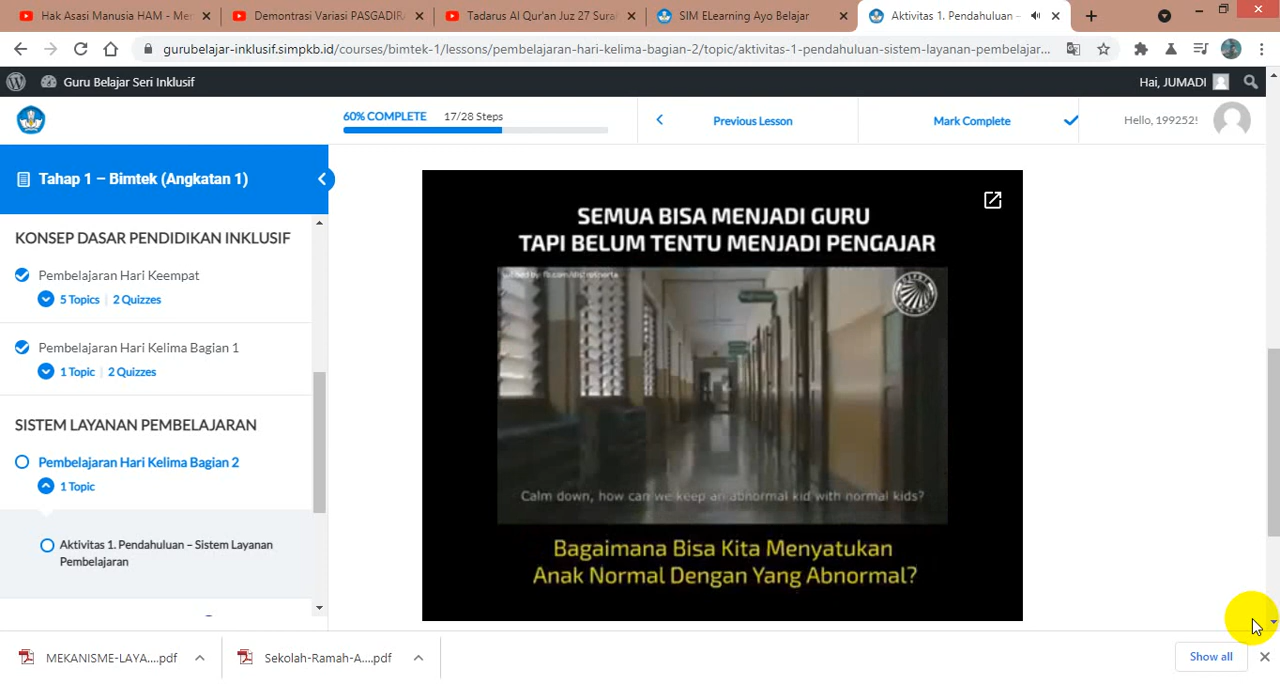 Hak Asasi Manusia HAM - Me
Demontrasi Variasi PASGADIR
Tadarus Al Qur'an Juz 27 Sura
SIM ELearning Ayo Belajar
Aktivitas 1. Pendahuluan –
gurubelajar-inklusif.simpkb.id/courses/bimtek-1/lessons/pembelajaran-hari-kelima-bagian-2/topic/aktivitas-1-pendahuluan-sistem-layanan-pembelajar...
Guru Belajar Seri Inklusif
Hai, JUMADI
60% COMPLETE 17/28 Steps
Previous Lesson
Mark Complete
Hello, 199252
Tahap 1 – Bimtek (Angkatan 1)
KONSEP DASAR PENDIDIKAN INKLUSIF
Pembelajaran Hari Keempat
5 Topics | 2 Quizzes
Pembelajaran Hari Kelima Bagian 1
1 Topic | 2 Quizzes
SISTEM LAYANAN PEMBELAJARAN
Pembelajaran Hari Kelima Bagian 2
1 Topic
Aktivitas 1. Pendahuluan – Sistem Layanan
Pembelajaran
SEMUA BISA MENJADI GURU
TAPI BELUM TENTU MENJADI PENGAJAR
Calm down, how can we keep an abnormal kid with normal kids?
Bagaimana Bisa Kita Menyatukan
Anak Normal Dengan Yang Abnormal?
MEKANISME-LAYA....pdf
Sekolah-Ramah-A....pdf
Show all